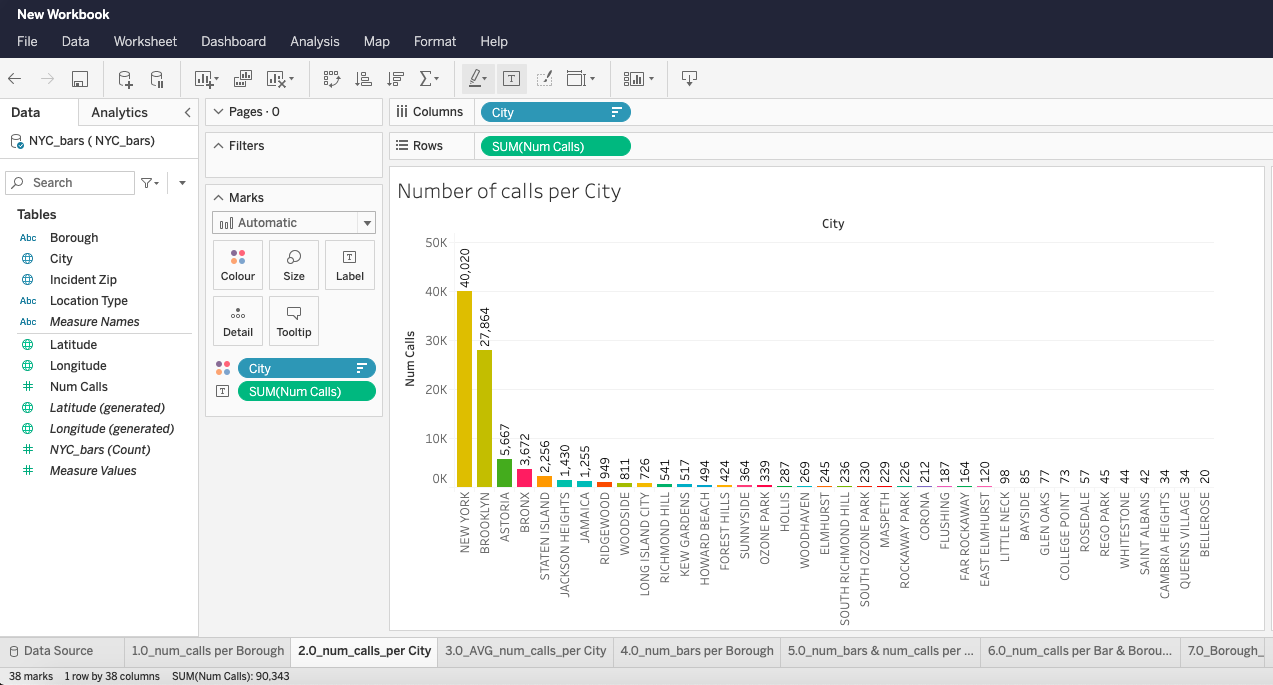 New Workbook
File Data Worksheet Dashboard Analysis Map Format Help
Data Analytics
NYC_bars ( NYC_bars)
Search
Tables
Abc Borough
City
Incident Zip
Abc Location Type
Abc Measure Names
Latitude
Longitude
Num Calls
Latitude (generated)
Longitude (generated)
NYC_bars (Count)
Measure Values
Pages · 0
Filters
Marks
Automatic
Colour Size Label
Detail Tooltip
City
SUM(Num Calls)
Columns City
Rows SUM(Num Calls)
Number of calls per City
City
Num Calls
50K
40K
30K
20K
10K
0K
40,020
27,864
5,667
3,672
2,256
1,430
1,255
949
811
726
541
517
494
424
364
339
287
269
245
236
230
229
226
212
187
164
120
98
85
77
73
57
45
44
42
34
34
20
NEW YORK
BROOKLYN
ASTORIA
BRONX
STATEN ISLAND
JACKSON HEIGHTS
JAMAICA
RIDGEWOOD
WOODSIDE
LONG ISLAND CITY
RICHMOND HILL
KEW GARDENS
HOWARD BEACH
FOREST HILLS
SUNNYSIDE
OZONE PARK
HOLLIS
WOODHAVEN
ELMHURST
SOUTH RICHMOND HILL
SOUTH OZONE PARK
MASPETH
ROCKAWAY PARK
CORONA
FLUSHING
FAR ROCKAWAY
EAST ELMHURST
LITTLE NECK
BAYSIDE
GLEN OAKS
COLLEGE POINT
ROSEDALE
REGO PARK
WHITESTONE
SAINT ALBANS
CAMBRIA HEIGHTS
QUEENS VILLAGE
BELLEROSE
Data Source 1.0_num_calls per Borough 2.0_num_calls_per City 3.0_AVG_num_calls_per City 4.0_num_bars per Borough 5.0_num_bars & num_calls per ... 6.0_num_calls per Bar & Borou... 7.0_Borough_
38 marks 1 row by 38 columns SUM(Num Calls): 90,343